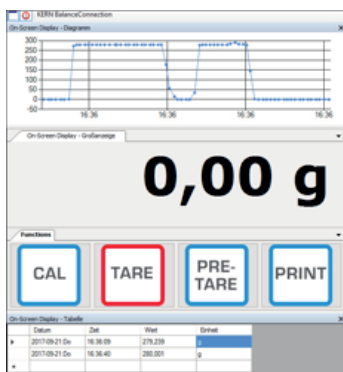 KERN BalanceConnection
On-Screen Display - Diagramm
300
250
200
150
100
50
0
-50
16:36 16:36 16:36 16:36
On-Screen Display - Großanzeige
0,00 g
Functions
CAL
TARE
PRE-
TARE
PRINT
On-Screen Display - Tabelle
Datum Zeit Wert Einheit
2017-09-21:Do 16:36:09 279,239 g
2017-09-21:Do 16:36:40 280,001 g